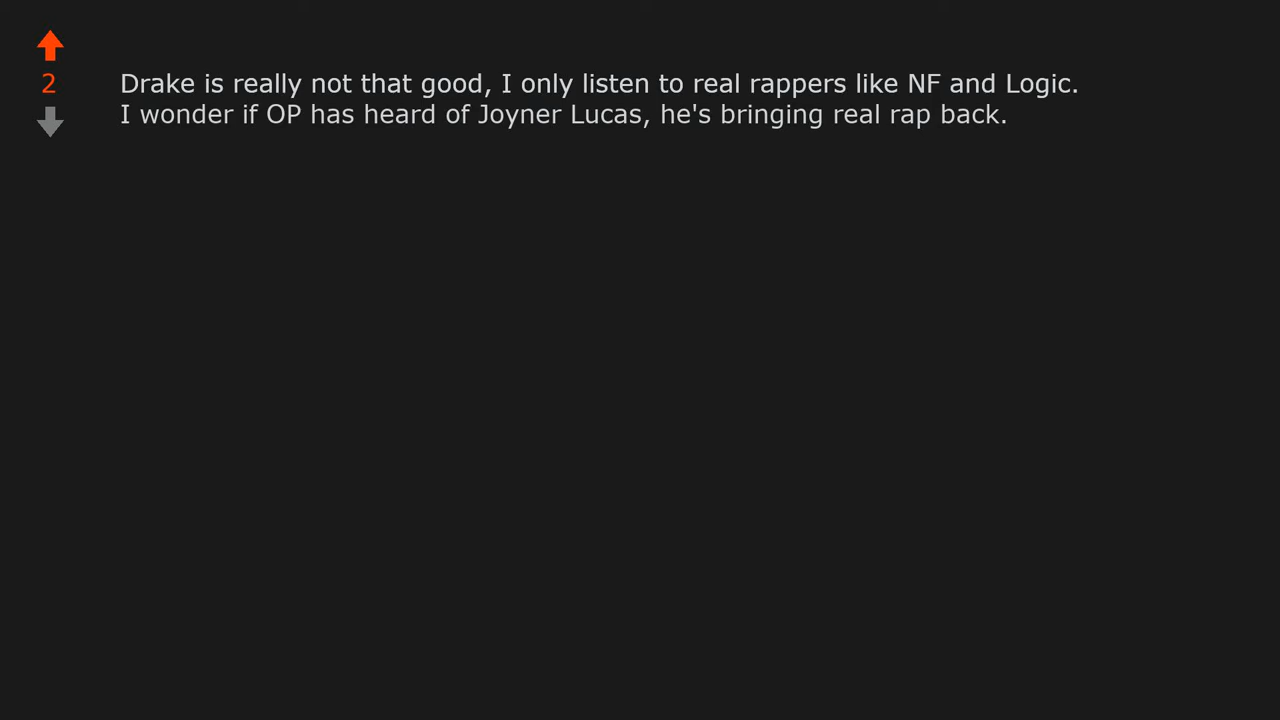 2
Drake is really not that good, I only listen to real rappers like NF and Logic.
I wonder if OP has heard of Joyner Lucas, he's bringing real rap back.